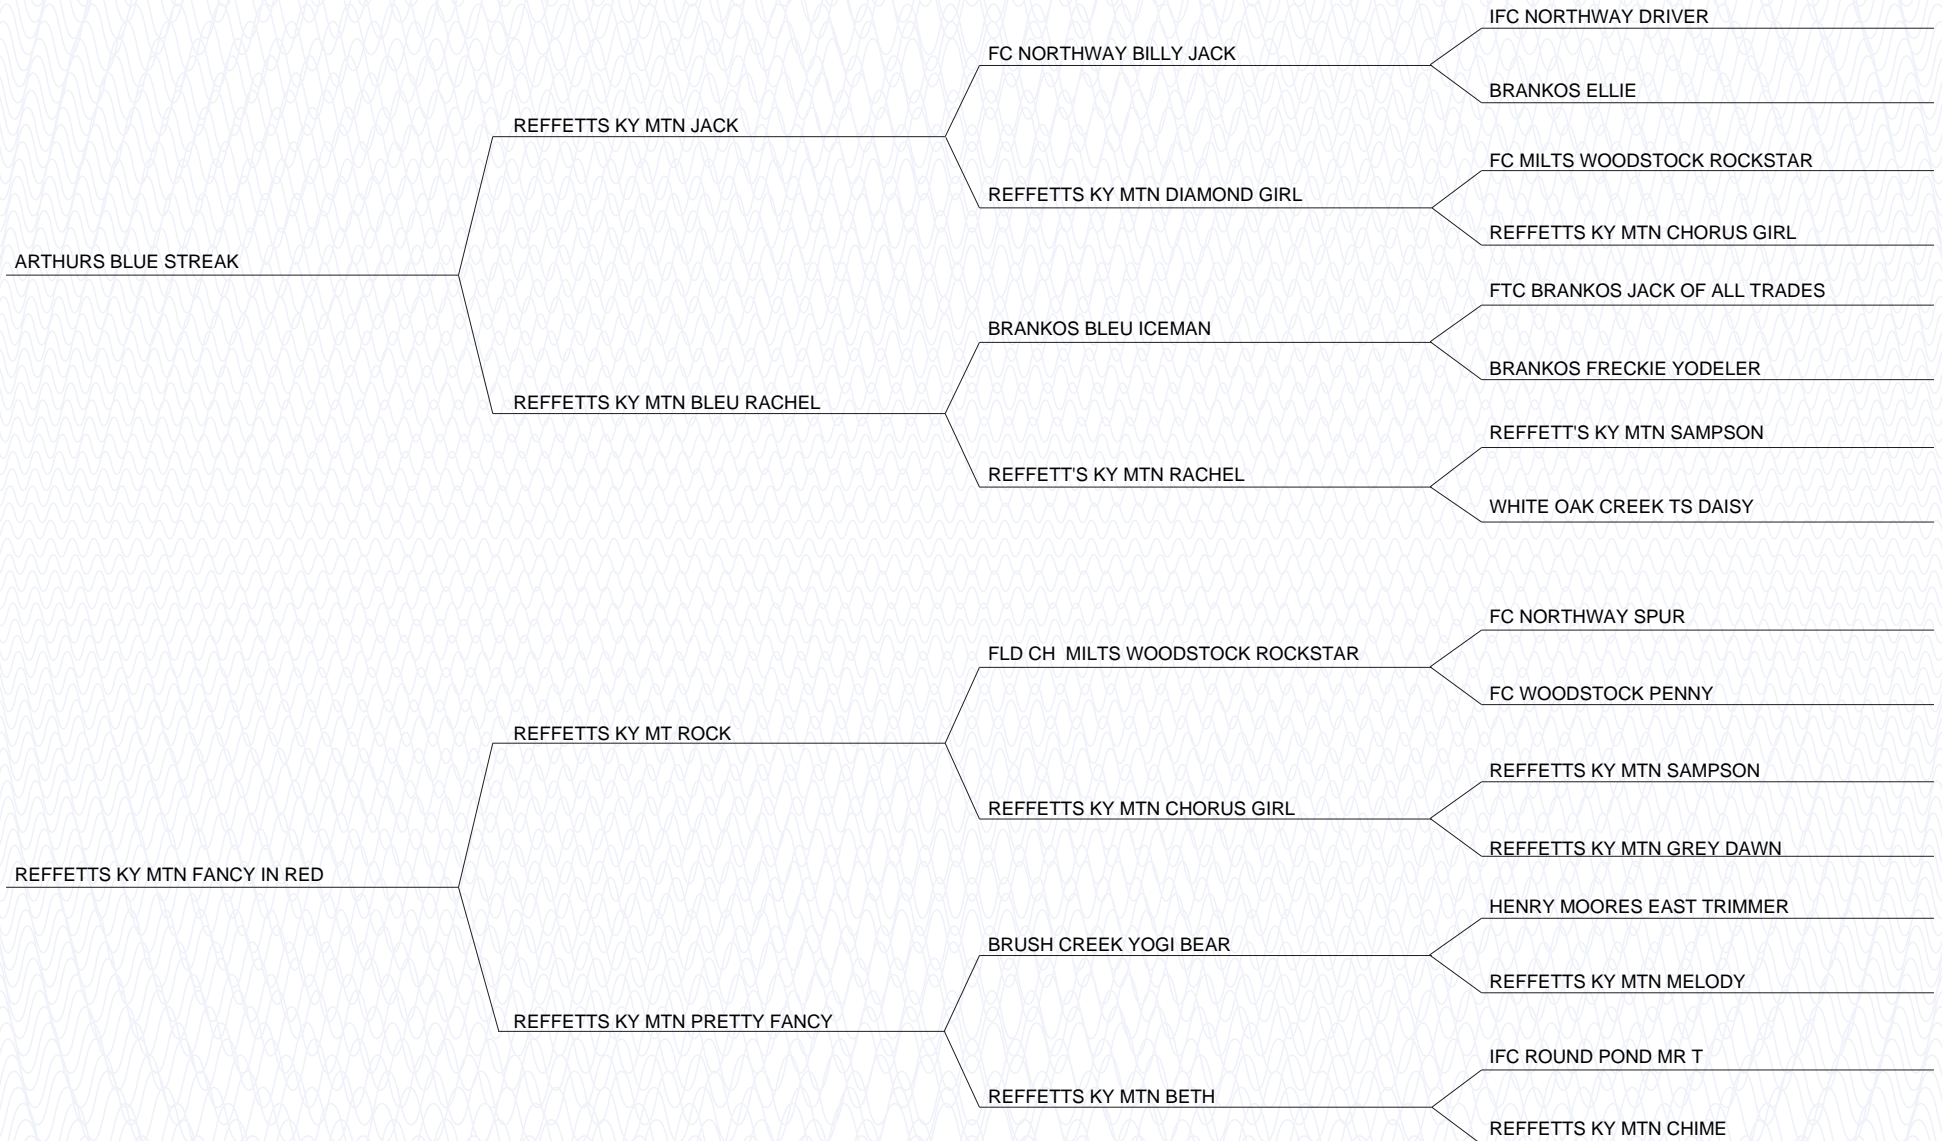 IFC NORTHWAY DRIVER
FC NORTHWAY BILLY JACK
BRANKOS ELLIE
REFFETTS KY MTN JACK
FC MILTS WOODSTOCK ROCKSTAR
REFFETTS KY MTN DIAMOND GIRL
REFFETTS KY MTN CHORUS GIRL
ARTHURS BLUE STREAK
FTC BRANKOS JACK OF ALL TRADES
BRANKOS BLEU ICEMAN
BRANKOS FRECKIE YODELER
REFFETTS KY MTN BLEU RACHEL
REFFETT'S KY MTN SAMPSON
REFFETT'S KY MTN RACHEL
WHITE OAK CREEK TS DAISY
FC NORTHWAY SPUR
FLD CH  MILTS WOODSTOCK ROCKSTAR
FC WOODSTOCK PENNY
REFFETTS KY MT ROCK
REFFETTS KY MTN SAMPSON
REFFETTS KY MTN CHORUS GIRL
REFFETTS KY MTN GREY DAWN
REFFETTS KY MTN FANCY IN RED
HENRY MOORES EAST TRIMMER
BRUSH CREEK YOGI BEAR
REFFETTS KY MTN MELODY
REFFETTS KY MTN PRETTY FANCY
IFC ROUND POND MR T
REFFETTS KY MTN BETH
REFFETTS KY MTN CHIME